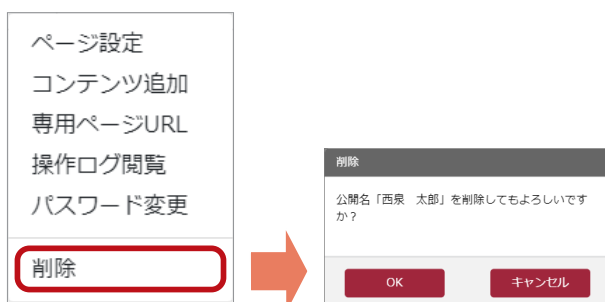 ページ設定
コンテンツ追加
専用ページURL
操作ログ閲覧
パスワード変更
削除
削除
公開名「西泉　太郎」を削除してもよろしいです
か？
OK
キャンセル